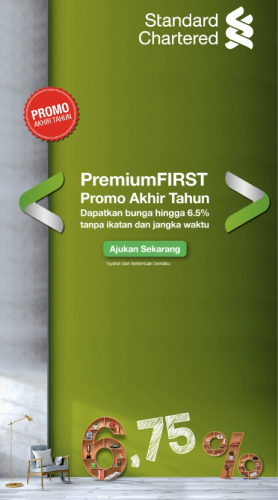 Standard
Chartered
PROMO
AKHIR TAHUN
PremiumFIRST
Promo Akhir Tahun
Dapatkan bunga hingga 6.5%
tanpa ikatan dan jangka waktu
Ajukan Sekarang
*syarat dan ketentuan berlaku
6.75%